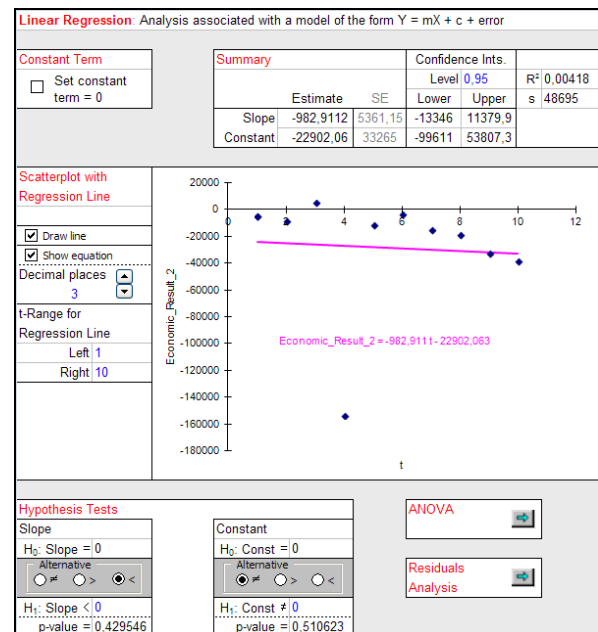 Linear Regression: Analysis associated with a model of the form Y = mX + c + error
Constant Term
Set constant
term = 0
Summary
Confidence Ints.
Level 0,95
R² 0,00418
Estimate SE Lower Upper s 48695
Slope -982,9112 5361,15 -13346 11379,9
Constant -22902,06 33265 -99611 53807,3
Scatterplot with
Regression Line
Draw line
Show equation
Decimal places
3
t-Range for
Regression Line
Left 1
Right 10
20000
0
-20000
-40000
-60000
-80000
-100000
-120000
-140000
-160000
-180000
0 2 4 6 8 10 12
Economic_Result_2
Economic_Result_2 = -982,911 t - 22902,063
t
Hypothesis Tests
Slope
H₀: Slope = 0
Alternative
≠ > <
H₁: Slope < 0
p-value = 0,429546
Constant
H₀: Const = 0
Alternative
≠ > <
H₁: Const ≠ 0
p-value = 0,510623
ANOVA
Residuals
Analysis